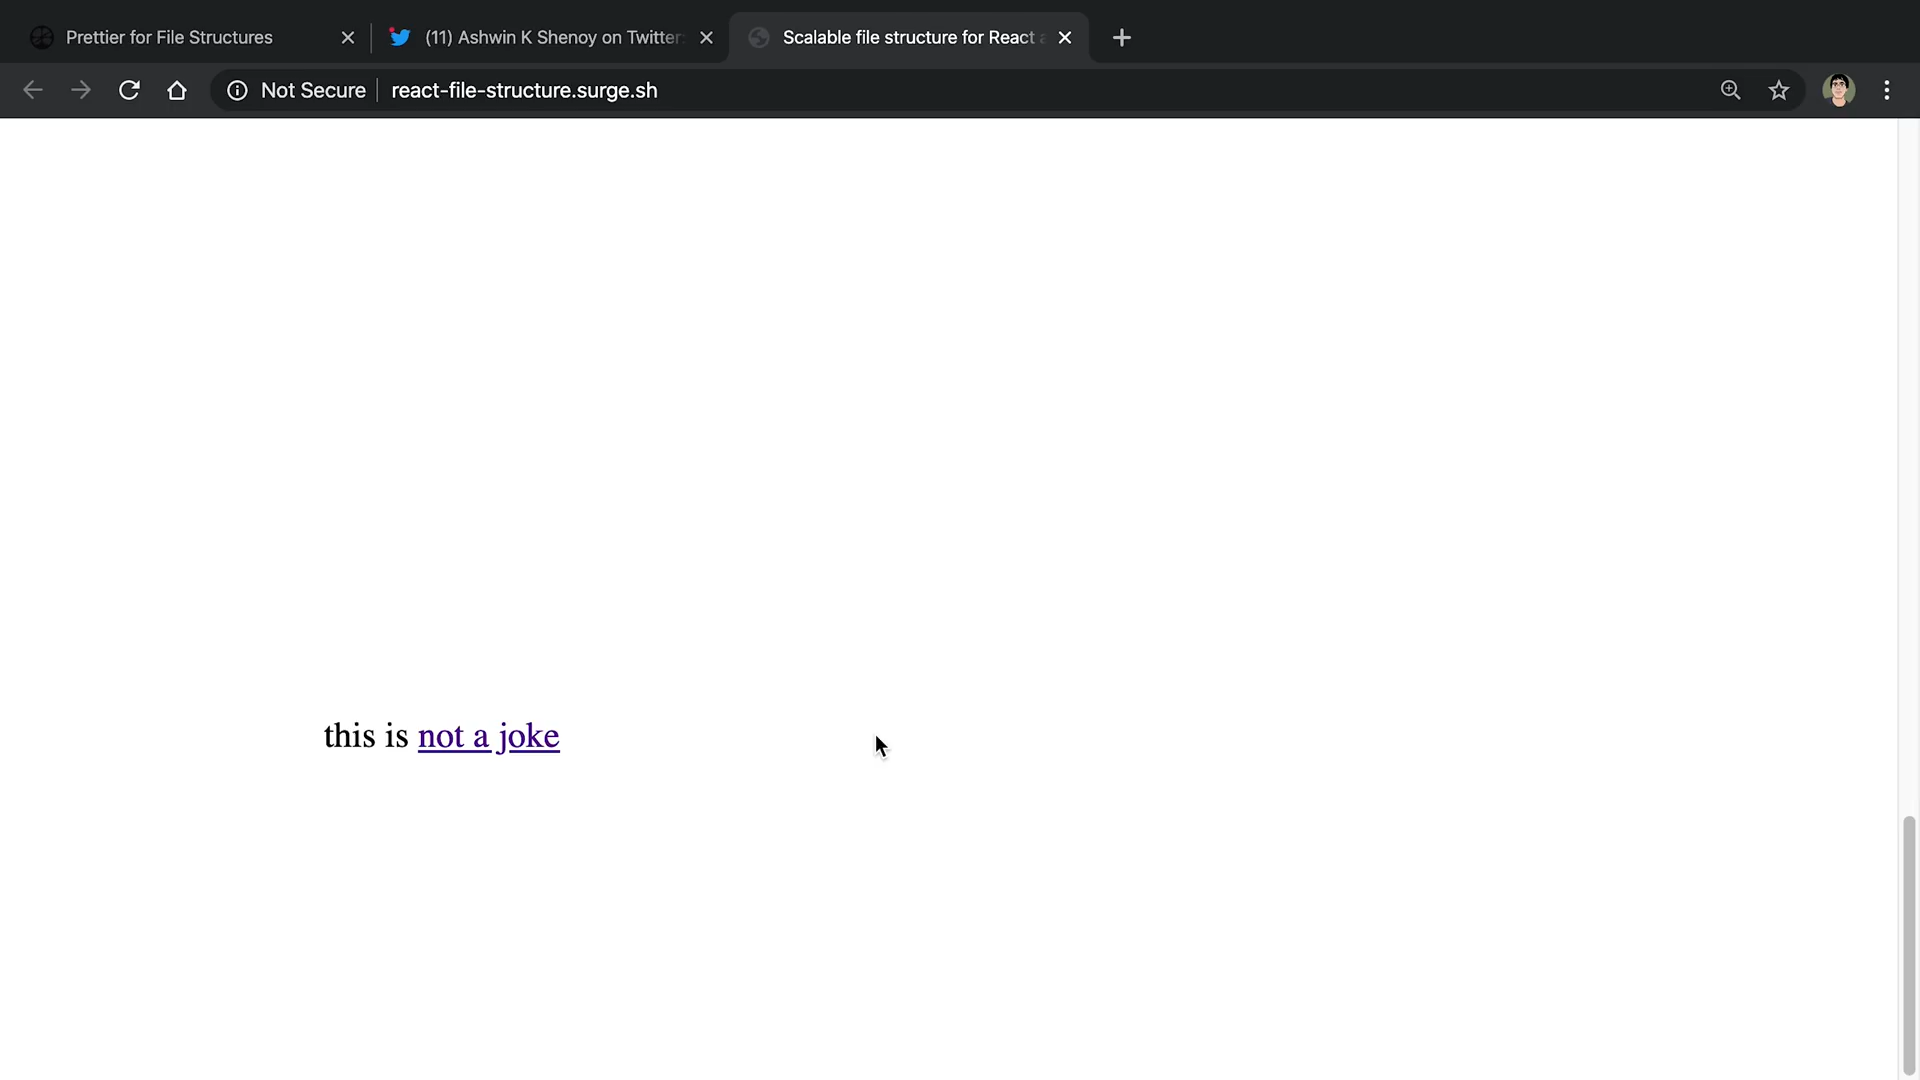 Prettier for File Structures
(11) Ashwin K Shenoy on Twitter:
Scalable file structure for React a
Not Secure
react-file-structure.surge.sh
this is not a joke